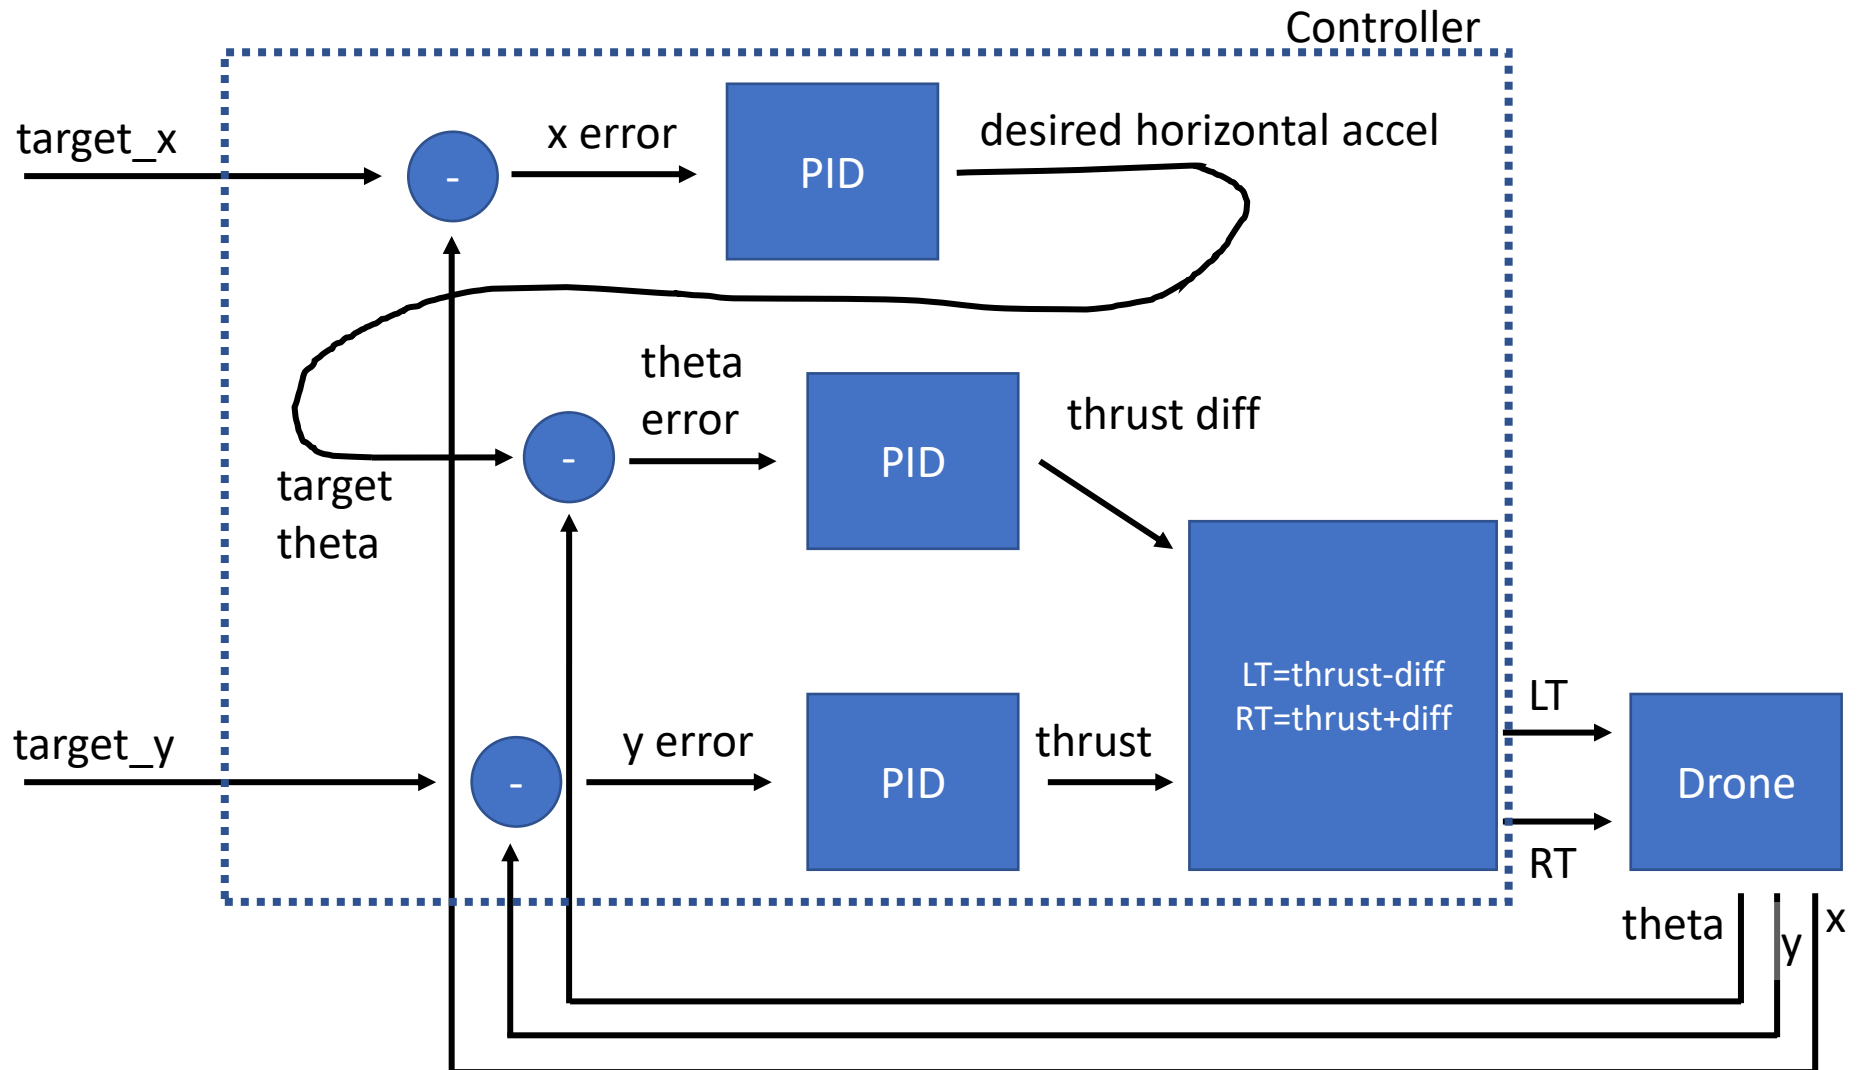 Controller
target_x
-
x error
PID
desired horizontal accel
theta
error
-
PID
thrust diff
target
theta
LT=thrust-diff
RT=thrust+diff
target_y
-
y error
PID
thrust
LT
RT
Drone
theta
y
x